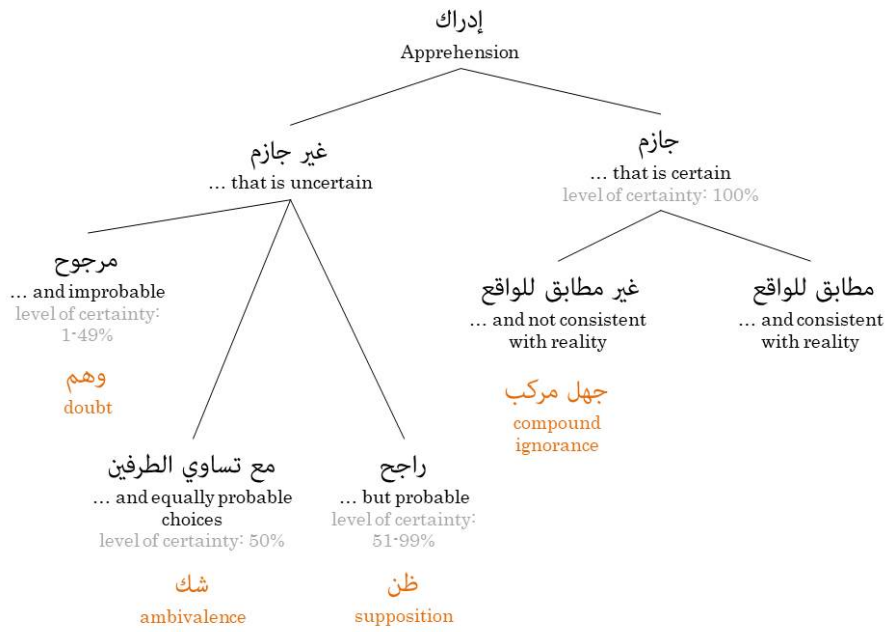 إدراك
Apprehension
غير جازم
... that is uncertain
جازم
... that is certain
level of certainty: 100%
مرجوح
... and improbable
level of certainty:
1-49%
وهم
doubt
مع تساوي الطرفين
... and equally probable
choices
level of certainty: 50%
شك
ambivalence
راجح
... but probable
level of certainty:
51-99%
ظن
supposition
غير مطابق للواقع
... and not consistent
with reality
جهل مركب
compound
ignorance
مطابق للواقع
... and consistent
with reality